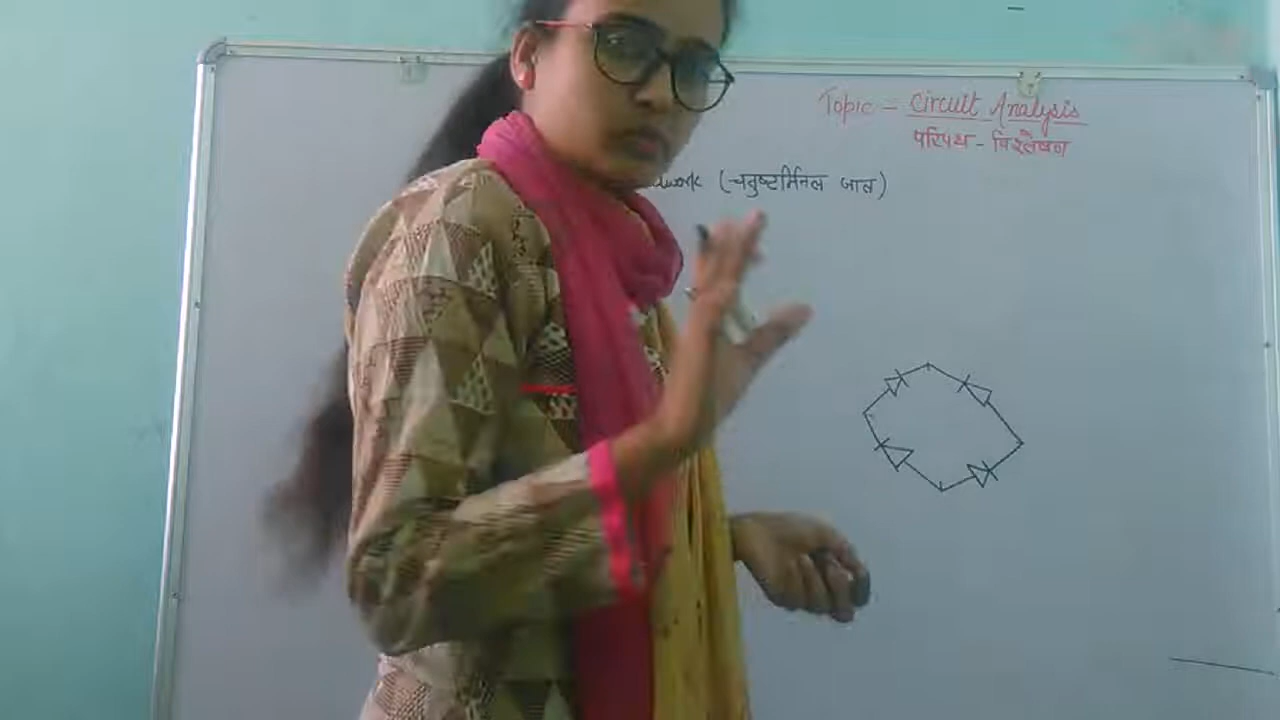 Topic - Circuit Analysis
परिपथ - विश्लेषण
(चतुष्टर्मिनल जाल)